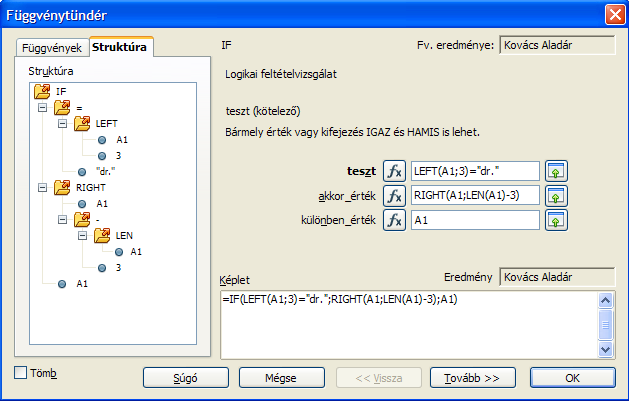 Függvénytündér
Függvények
Struktúra
IF
Fv. eredménye:
Kovács Aladár
Struktúra
IF
=
LEFT
A1
3
"dr."
RIGHT
A1
-
LEN
A1
3
A1
Logikai feltételvizsgálat
teszt (kötelező)
Bármely érték vagy kifejezés IGAZ és HAMIS is lehet.
teszt
LEFT(A1;3)="dr."
akkor_érték
RIGHT(A1;LEN(A1)-3)
különben_érték
A1
Képlet
Eredmény
Kovács Aladár
=IF(LEFT(A1;3)="dr.";RIGHT(A1;LEN(A1)-3);A1)
Tömb
Súgó
Mégse
<< Vissza
Tovább >>
OK